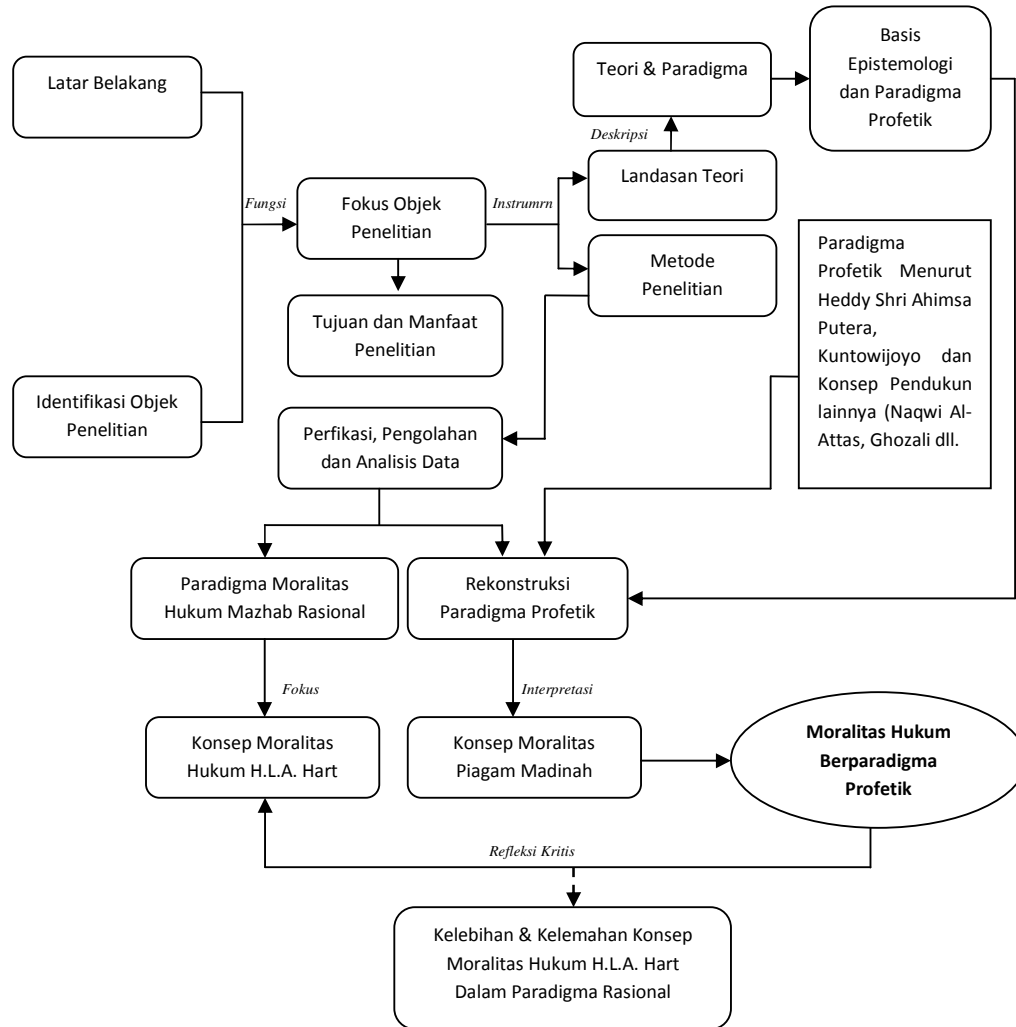 Latar Belakang
Teori & Paradigma
Basis
Epistemologi
dan Paradigma
Profetik
Deskripsi
Landasan Teori
Fungsi
Fokus Objek
Penelitian
Instrumrn
Metode
Penelitian
Tujuan dan Manfaat
Penelitian
Paradigma
Profetik Menurut
Heddy Shri Ahimsa
Putera,
Kuntowijoyo dan
Konsep Pendukun
lainnya (Naqwi Al-
Attas, Ghozali dll.
Identifikasi Objek
Penelitian
Perfikasi, Pengolahan
dan Analisis Data
Paradigma Moralitas
Hukum Mazhab Rasional
Rekonstruksi
Paradigma Profetik
Fokus
Interpretasi
Konsep Moralitas
Hukum H.L.A. Hart
Konsep Moralitas
Piagam Madinah
Moralitas Hukum
Berparadigma
Profetik
Refleksi Kritis
Kelebihan & Kelemahan Konsep
Moralitas Hukum H.L.A. Hart
Dalam Paradigma Rasional